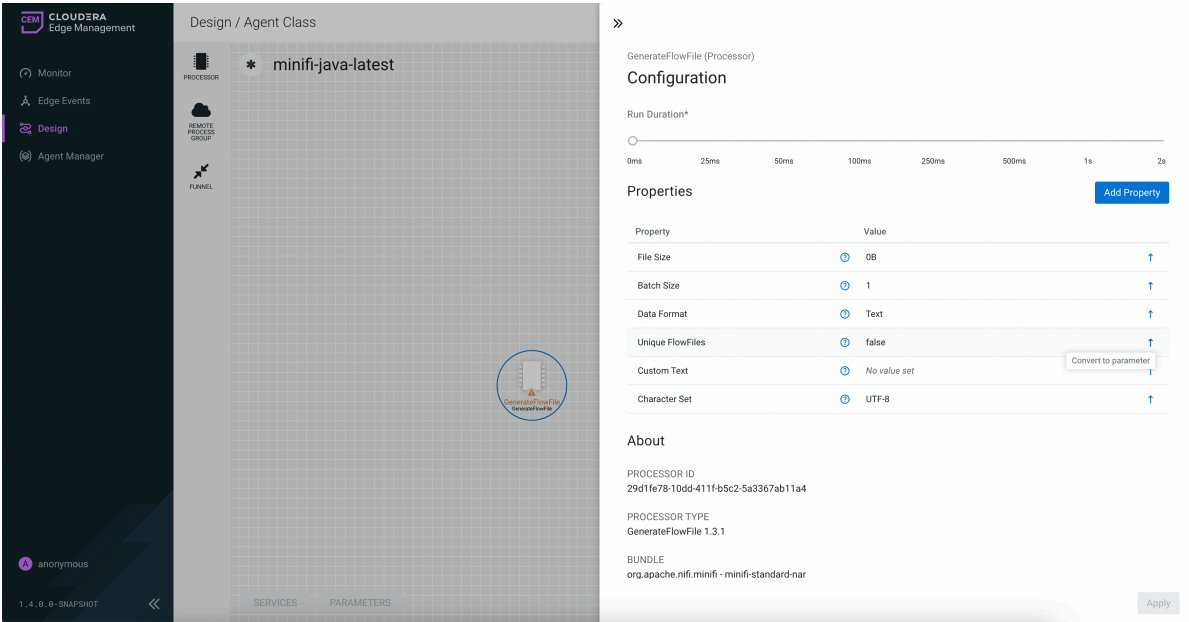 CEM CLOUDERA
Edge Management
Monitor
Edge Events
Design
Agent Manager
A anonymous
1.4.0.0-SNAPSHOT
Design / Agent Class
PROCESSOR
REMOTE
PROCESS
GROUP
FUNNEL
* minifi-java-latest
GenerateFlowFile
GenerateFlowFile
SERVICES PARAMETERS
GenerateFlowFile (Processor)
Configuration
Run Duration*
0ms 25ms 50ms 100ms 250ms 500ms 1s 2s
Properties Add Property
Property Value
File Size 0B
Batch Size 1
Data Format Text
Unique FlowFiles false
Convert to parameter
Custom Text No value set
Character Set UTF-8
About
PROCESSOR ID
29d1fe78-10dd-411f-b5c2-5a3367ab11a4
PROCESSOR TYPE
GenerateFlowFile 1.3.1
BUNDLE
org.apache.nifi.minifi - minifi-standard-nar
Apply